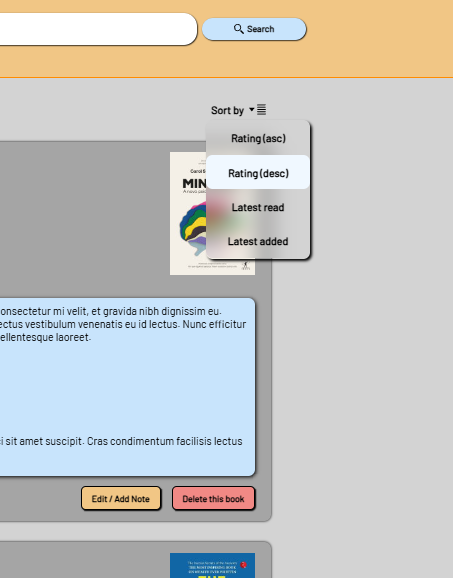 Search
Sort by
Rating (asc)
Rating (desc)
Latest read
Latest added
Carol
MIN
A nova
onsectetur mi velit, et gravida nibh dignissim eu.
ectus vestibulum venenatis eu id lectus. Nunc efficitur
ellentesque laoreet.
i sit amet suscipit. Cras condimentum facilisis lectus
Edit / Add Note
Delete this book